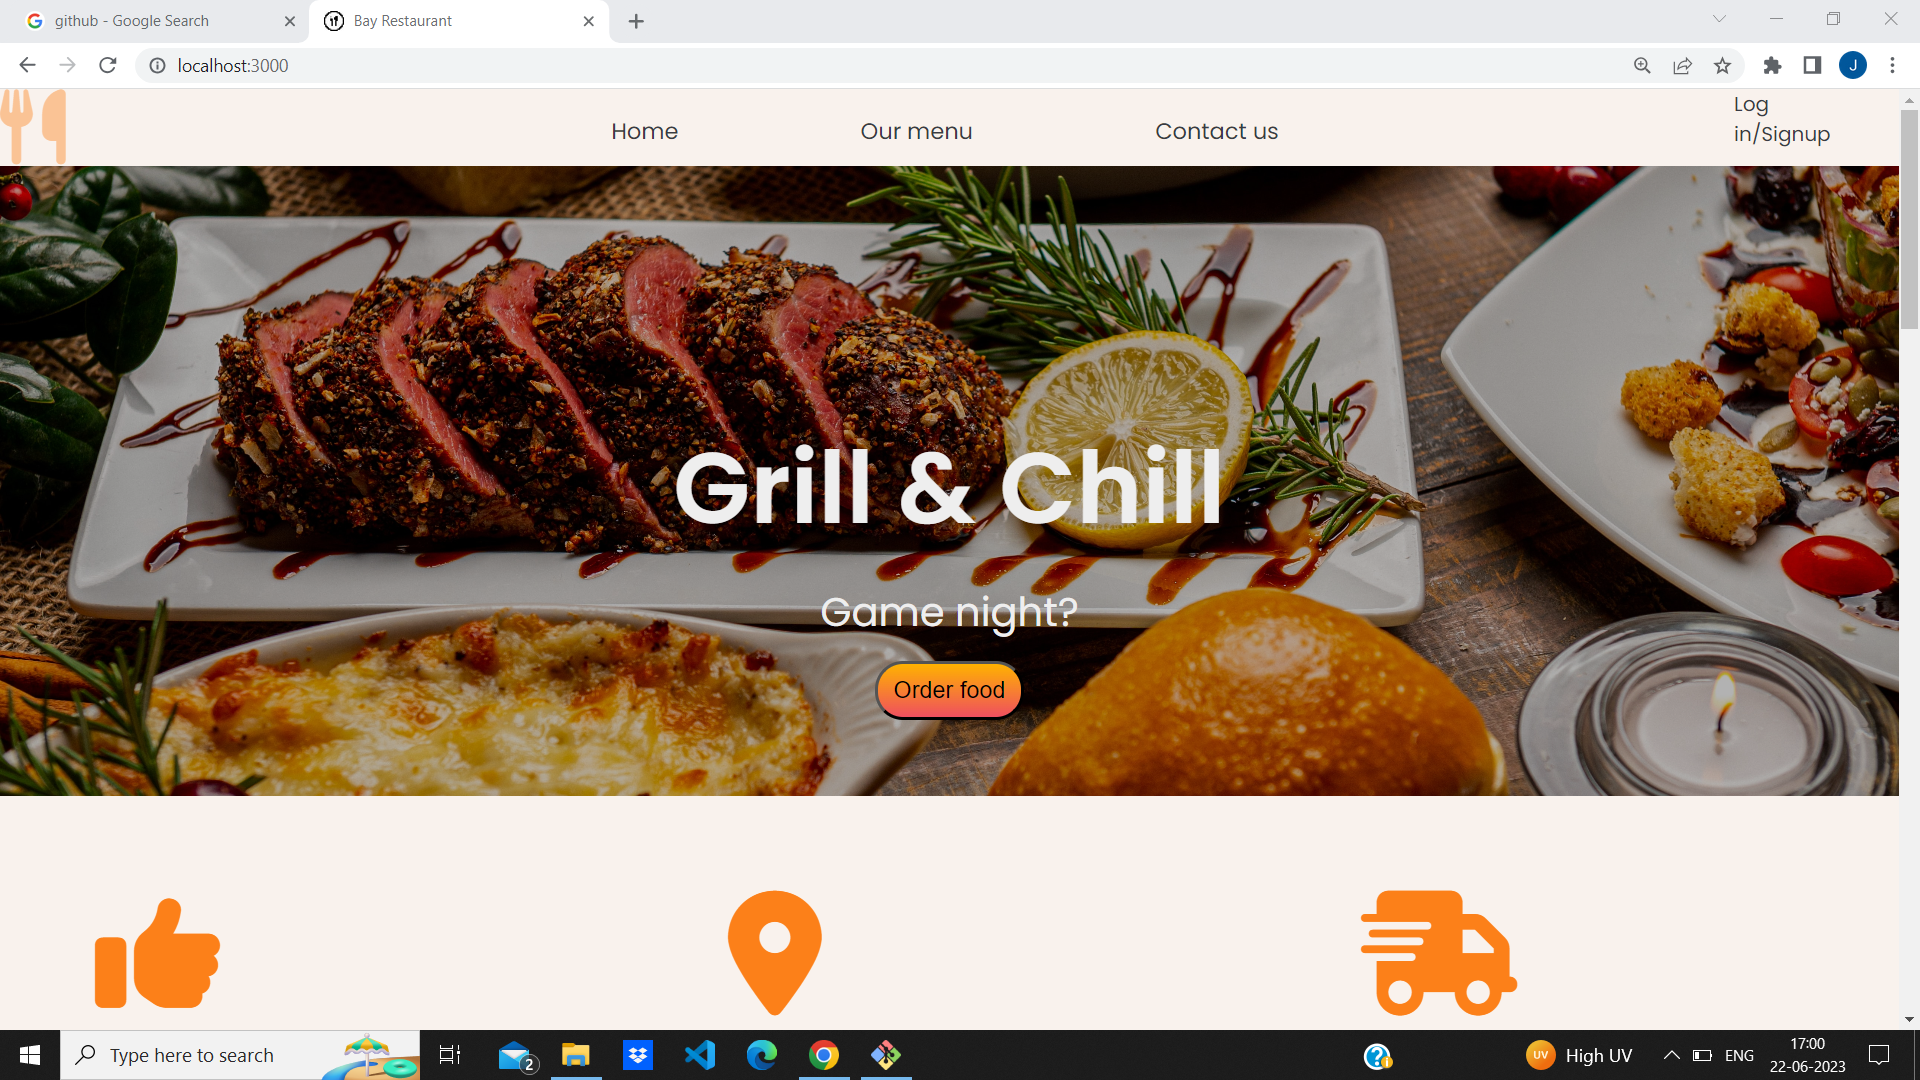 github - Google Search
Bay Restaurant
localhost:3000
J
Home
Our menu
Contact us
Log
in/Signup
Grill & Chill
Game night?
Order food
Type here to search
2
UV
High UV
ENG
17:00
22-06-2023